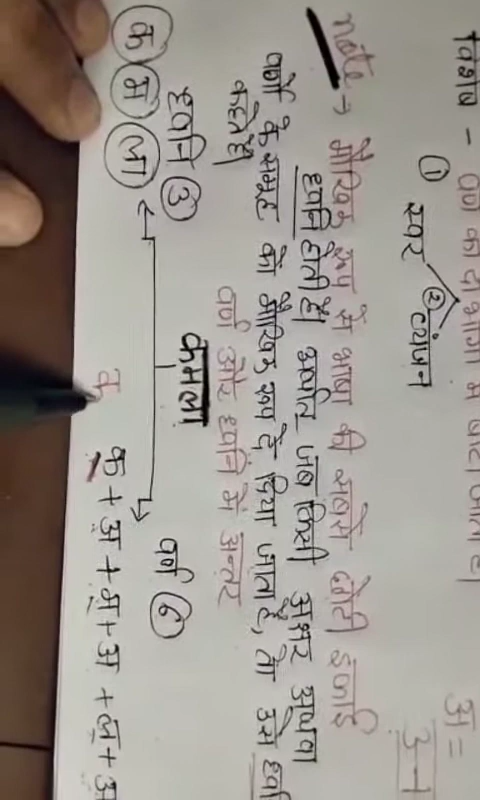 विशेष - वर्ण को दो भागों में बांटा जाता है।
① स्वर ② व्यंजन
अ =
उ-1
Note → मौखिक रूप में भाषा की सबसे छोटी इकाई
ध्वनि होती है। अर्थात जब किसी अक्षर अथवा
वर्ण के समूह को मौखिक रूप दे दिया जाता है, तो उसे ध्वनि
कहते है।
वर्ण और ध्वनि में अन्तर
कमला
ध्वनि ③
वर्ण ⑥
क म ला
क
क़ + अ + म + अ + ल + अ